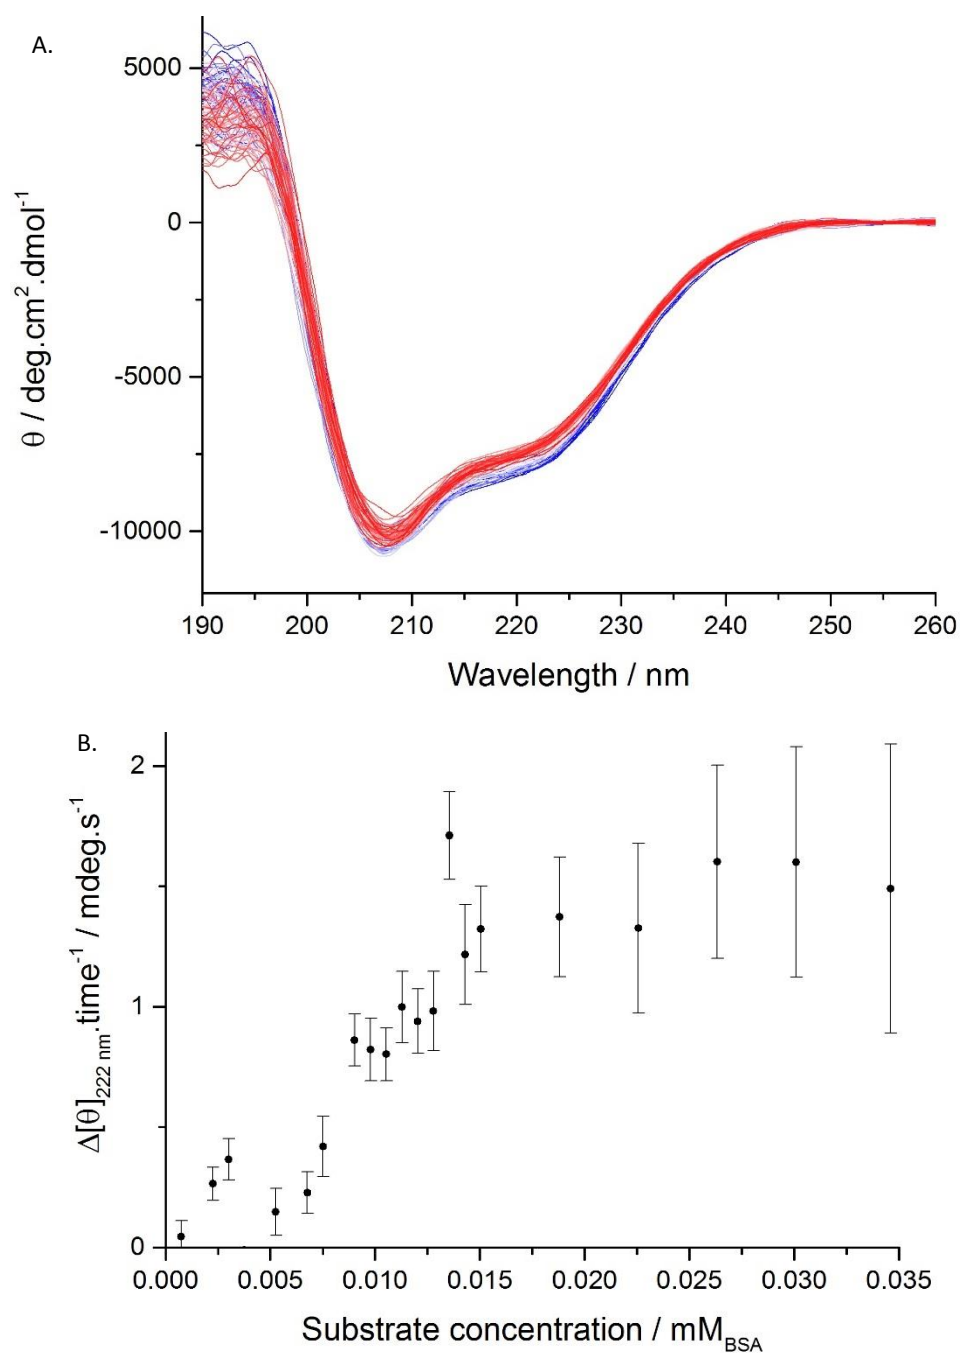 A.
5000
0
-5000
-10000
θ / deg.cm².dmol⁻¹
190 200 210 220 230 240 250 260
Wavelength / nm
B.
2
1
0
Δ[θ]₂₂₂ ₙₘ.time⁻¹ / mdeg.s⁻¹
0.000 0.005 0.010 0.015 0.020 0.025 0.030 0.035
Substrate concentration / mM_BSA